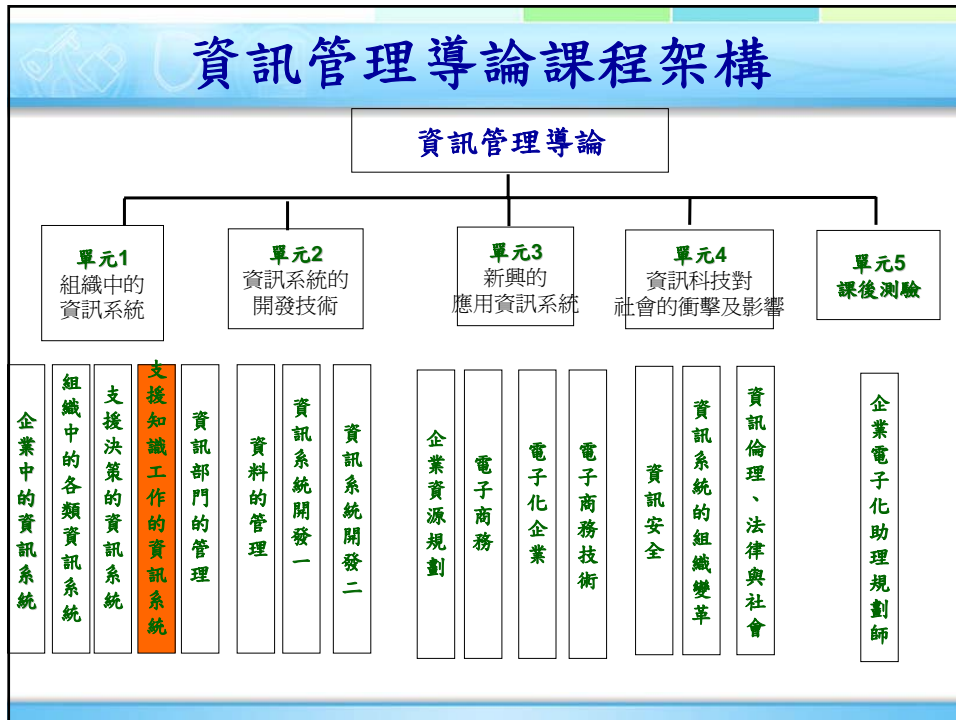 資訊管理導論課程架構
資訊管理導論
單元1
組織中的
資訊系統
單元2
資訊系統的
開發技術
單元3
新興的
應用資訊系統
單元4
資訊科技對
社會的衝擊及影響
單元5
課後測驗
企業中的資訊系統
組織中的各類資訊系統
支援決策的資訊系統
支援知識工作的資訊系統
資訊部門的管理
資料的管理
資訊系統開發一
資訊系統開發二
企業資源規劃
電子商務
電子化企業
電子商務技術
資訊安全
資訊系統的組織變革
資訊倫理、法律與社會
企業電子化助理規劃師